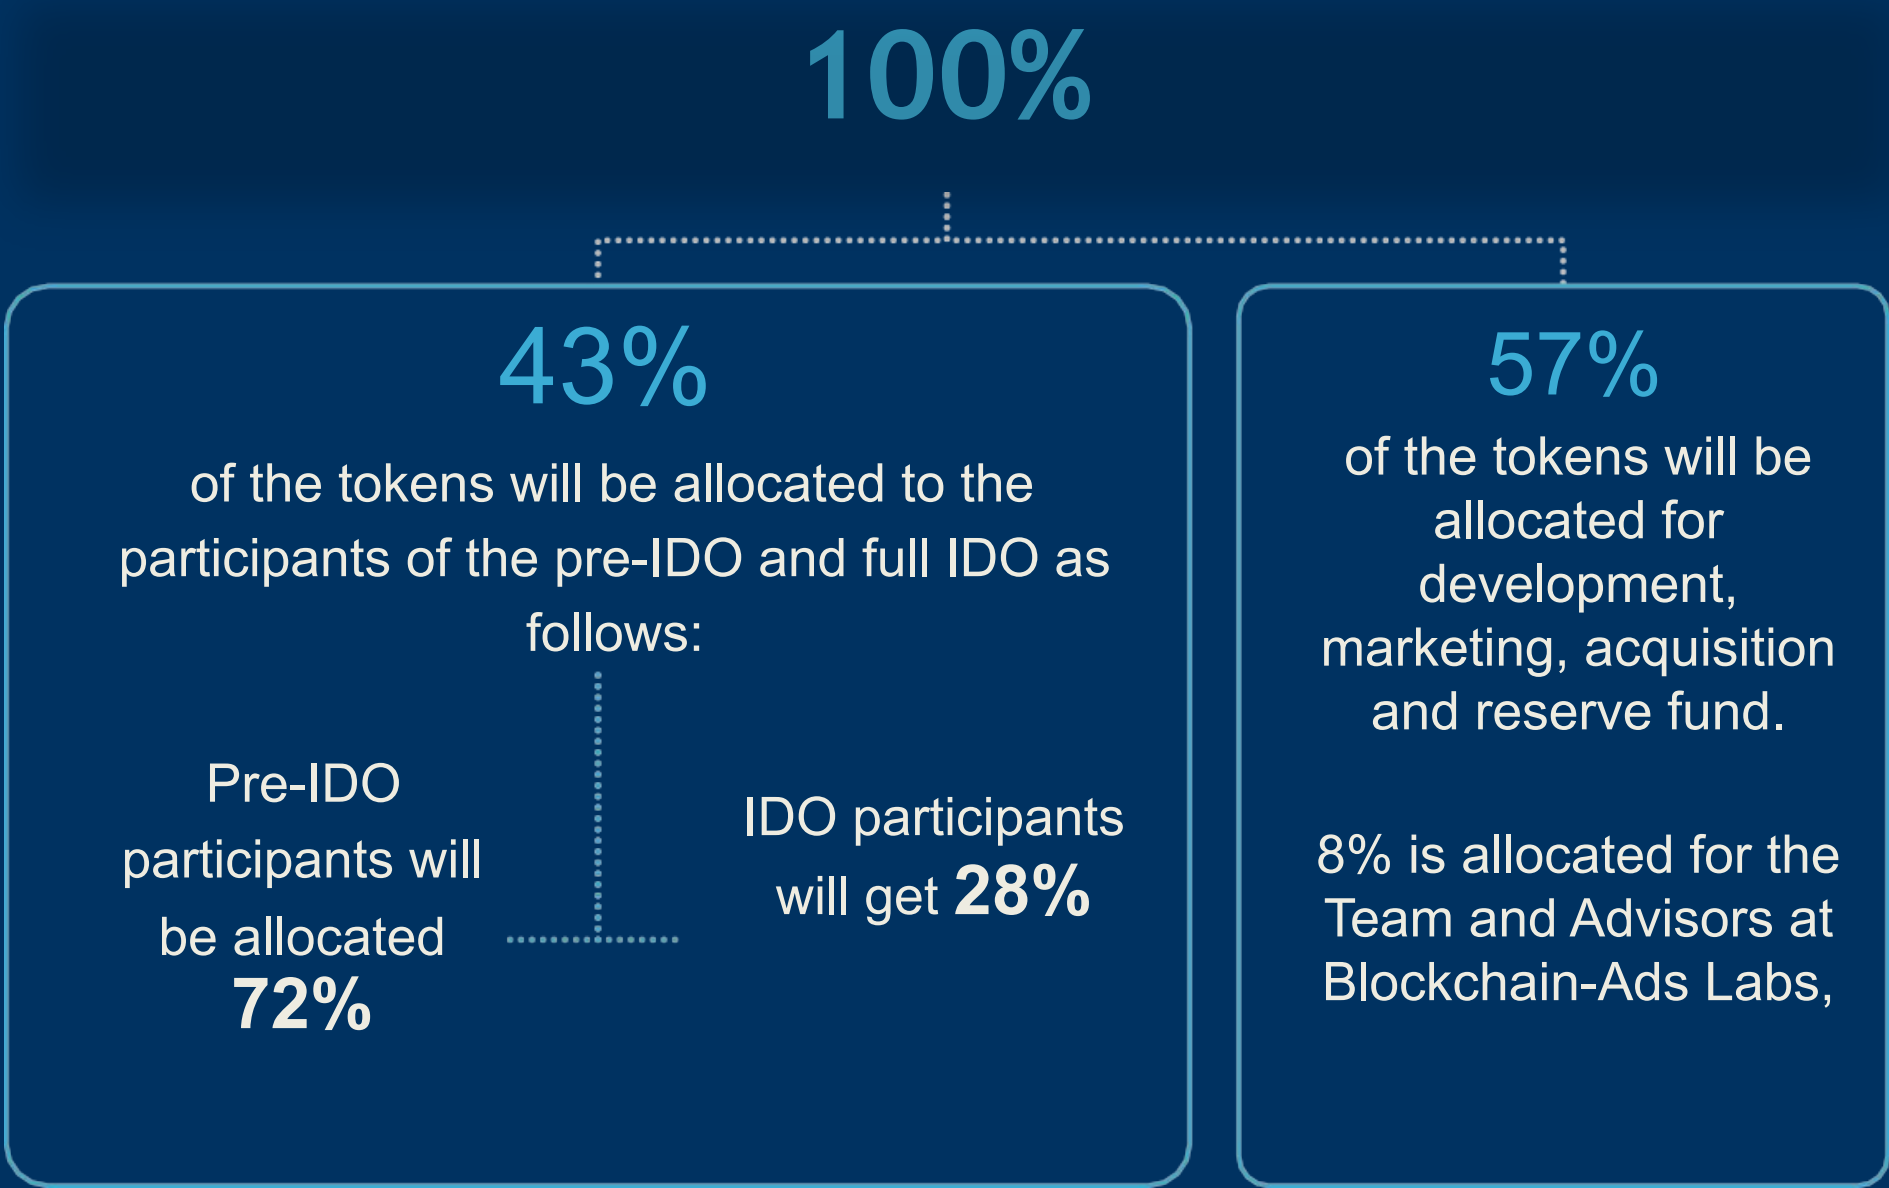 100%
43%
of the tokens will be allocated to the
participants of the pre-IDO and full IDO as
follows:
Pre-IDO
participants will
be allocated
72%
IDO participants
will get 28%
57%
of the tokens will be
allocated for
development,
marketing, acquisition
and reserve fund.
8% is allocated for the
Team and Advisors at
Blockchain-Ads Labs,